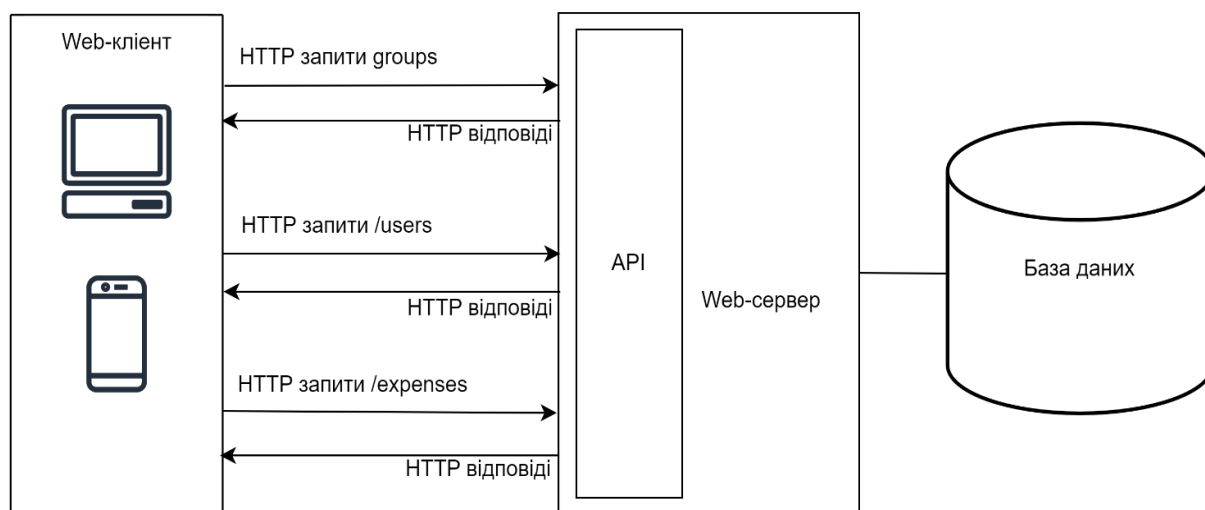 Web-клієнт
HTTP запити groups
HTTP відповіді
HTTP запити /users
HTTP відповіді
HTTP запити /expenses
HTTP відповіді
API
Web-сервер
База даних